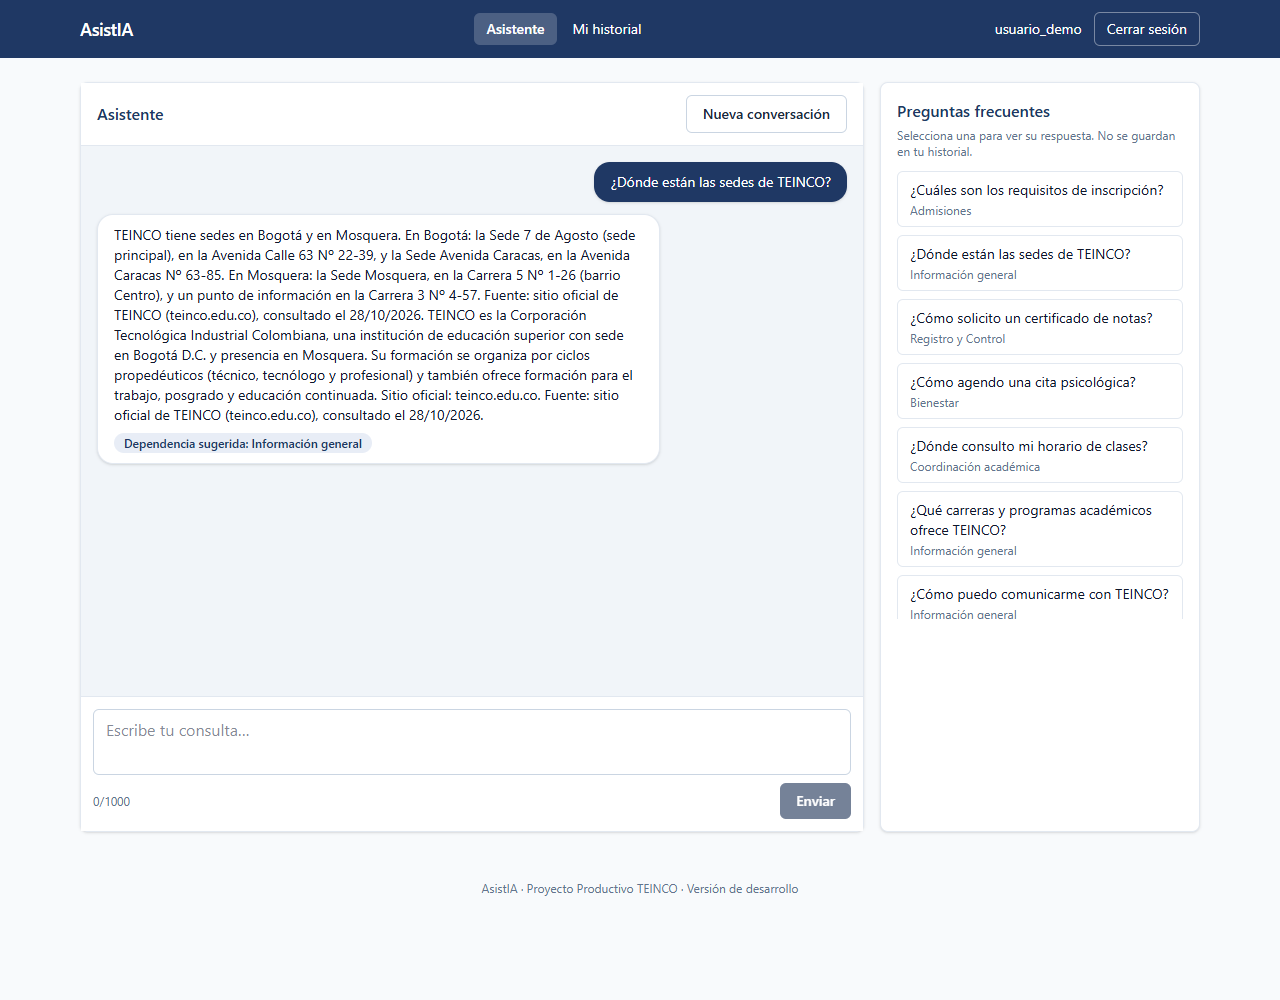 AsistIA
Asistente
Mi historial
usuario_demo
Cerrar sesión
Asistente
Nueva conversación
¿Dónde están las sedes de TEINCO?
TEINCO tiene sedes en Bogotá y en Mosquera. En Bogotá: la Sede 7 de Agosto (sede
principal), en la Avenida Calle 63 Nº 22-39, y la Sede Avenida Caracas, en la Avenida
Caracas Nº 63-85. En Mosquera: la Sede Mosquera, en la Carrera 5 Nº 1-26 (barrio
Centro), y un punto de información en la Carrera 3 Nº 4-57. Fuente: sitio oficial de
TEINCO (teinco.edu.co), consultado el 28/10/2026. TEINCO es la Corporación
Tecnológica Industrial Colombiana, una institución de educación superior con sede
en Bogotá D.C. y presencia en Mosquera. Su formación se organiza por ciclos
propedéuticos (técnico, tecnólogo y profesional) y también ofrece formación para el
trabajo, posgrado y educación continuada. Sitio oficial: teinco.edu.co. Fuente: sitio
oficial de TEINCO (teinco.edu.co), consultado el 28/10/2026.
Dependencia sugerida: Información general
Escribe tu consulta...
0/1000
Enviar
Preguntas frecuentes
Selecciona una para ver su respuesta. No se guardan
en tu historial.
¿Cuáles son los requisitos de inscripción?
Admisiones
¿Dónde están las sedes de TEINCO?
Información general
¿Cómo solicito un certificado de notas?
Registro y Control
¿Cómo agendo una cita psicológica?
Bienestar
¿Dónde consulto mi horario de clases?
Coordinación académica
¿Qué carreras y programas académicos
ofrece TEINCO?
Información general
¿Cómo puedo comunicarme con TEINCO?
Información general
AsistIA · Proyecto Productivo TEINCO · Versión de desarrollo